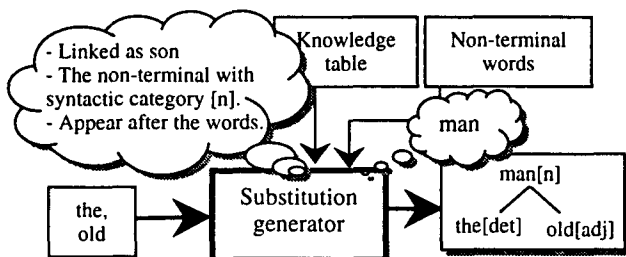 - Linked as son
- The non-terminal with
syntactic category [n].
- Appear after the words.
Knowledge
table
Non-terminal
words
man
the,
old
Substitution
generator
man[n]
the[det] old[adj]